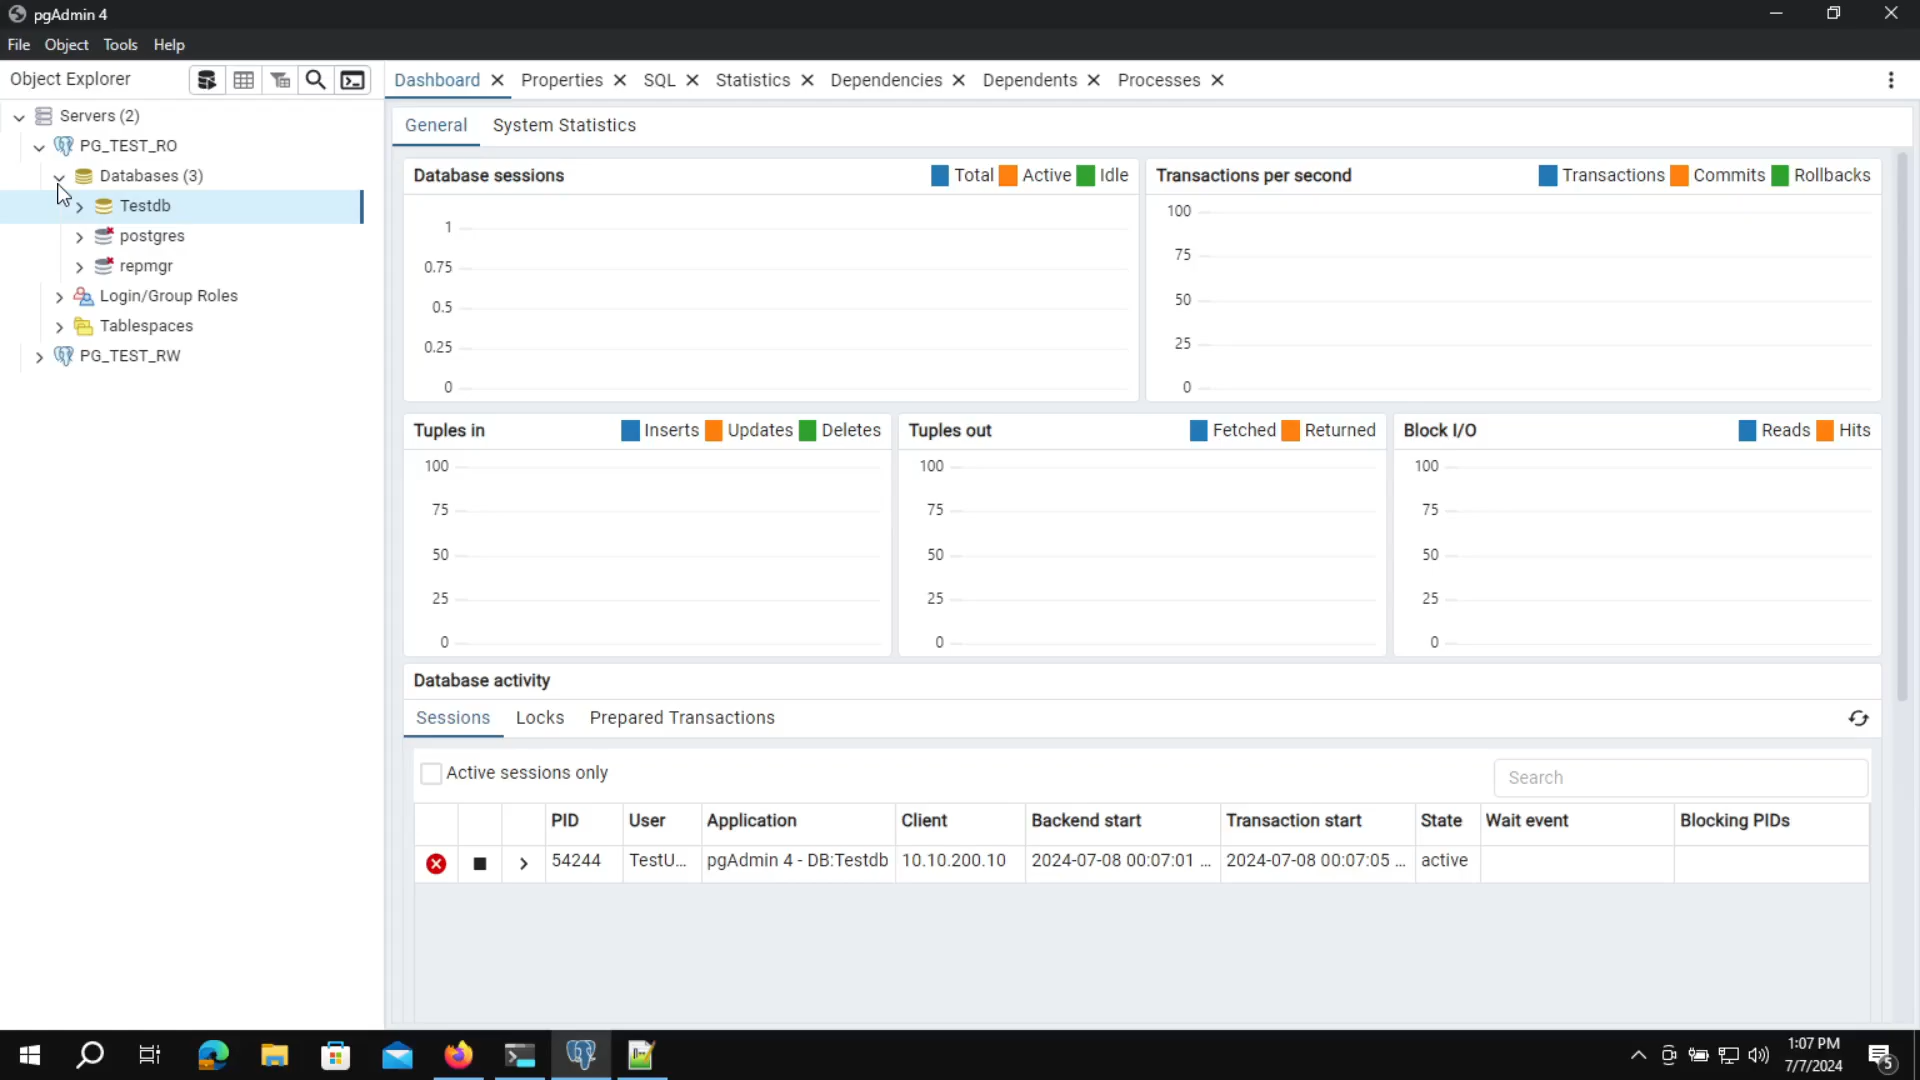 pgAdmin 4
File Object Tools Help
Object Explorer
Dashboard Properties SQL Statistics Dependencies Dependents Processes
Servers (2)
PG_TEST_RO
Databases (3)
Testdb
postgres
repmgr
Login/Group Roles
Tablespaces
PG_TEST_RW
General System Statistics
Database sessions Total Active Idle
1
0.75
0.5
0.25
0
Transactions per second Transactions Commits Rollbacks
100
75
50
25
0
Tuples in Inserts Updates Deletes
100
75
50
25
0
Tuples out Fetched Returned
100
75
50
25
0
Block I/O Reads Hits
100
75
50
25
0
Database activity
Sessions Locks Prepared Transactions
Active sessions only
Search
PID User Application Client Backend start Transaction start State Wait event Blocking PIDs
54244 TestU... pgAdmin 4 - DB:Testdb 10.10.200.10 2024-07-08 00:07:01 ... 2024-07-08 00:07:05 ... active
1:07 PM
7/7/2024
5